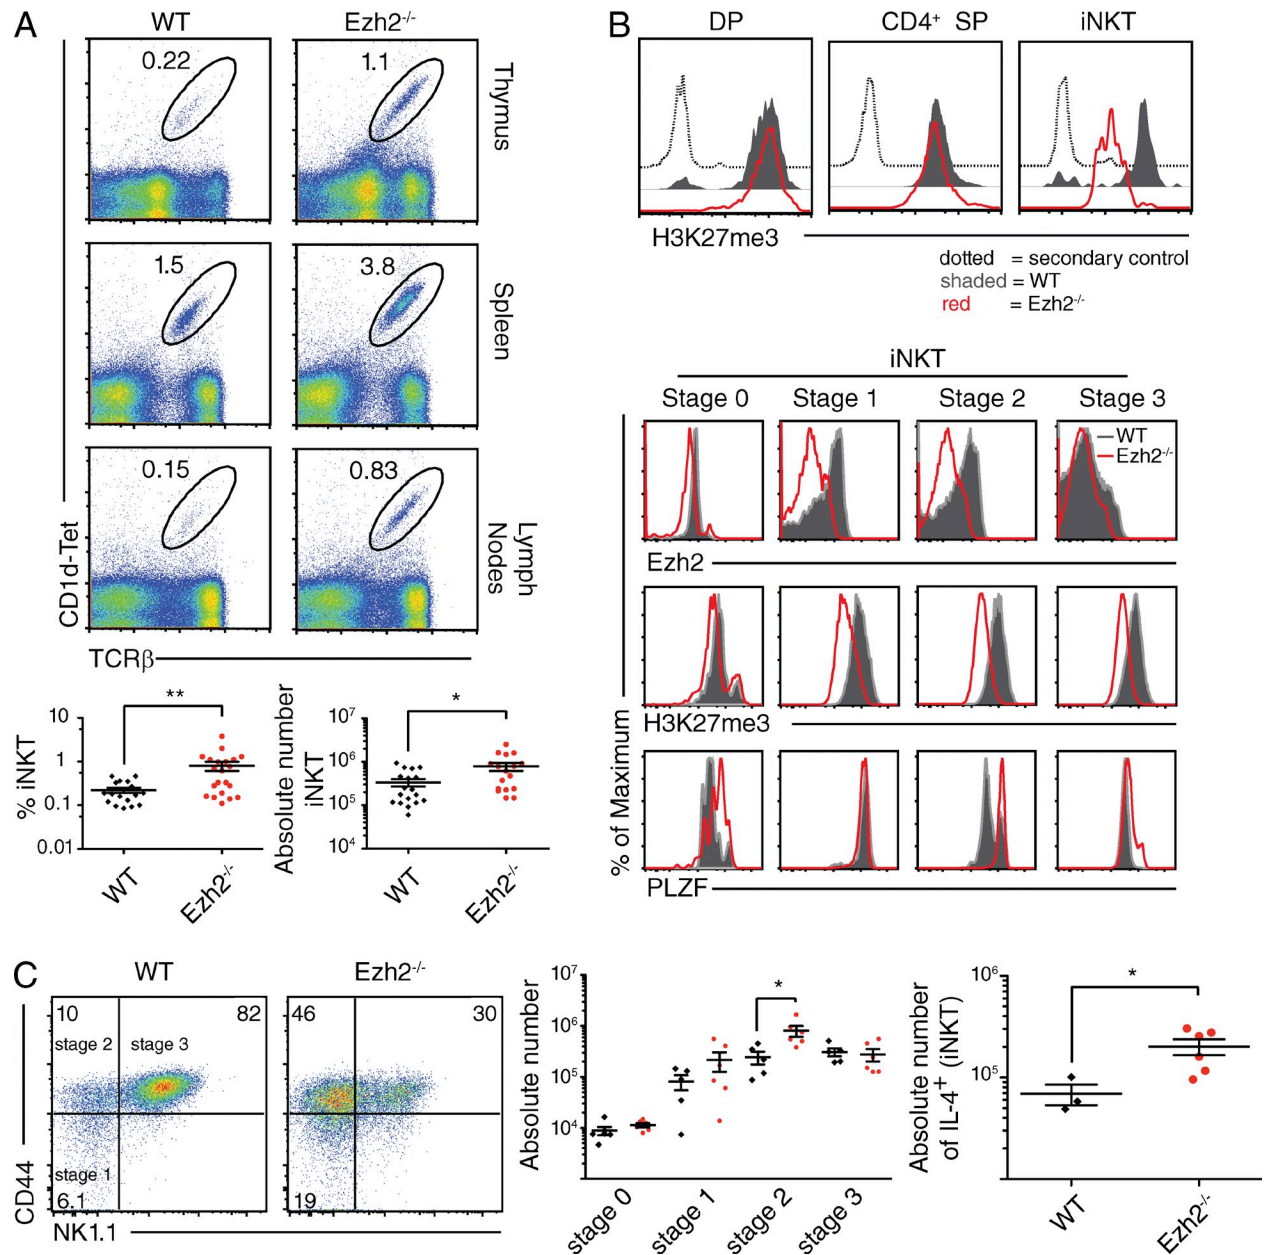 A
WT Ezh2-/-
0.22 1.1
Thymus
1.5 3.8
Spleen
0.15 0.83
Lymph Nodes
CD1d-Tet
TCRβ
** *
% iNKT
10
1
0.1
0.01
WT Ezh2-/-
Absolute number iNKT
10^7
10^6
10^5
10^4
WT Ezh2-/-
B
DP CD4+ SP iNKT
H3K27me3
dotted = secondary control
shaded = WT
red = Ezh2-/-
iNKT
Stage 0 Stage 1 Stage 2 Stage 3
WT
Ezh2-/-
Ezh2
H3K27me3
PLZF
% of Maximum
C
WT Ezh2-/-
10 82 46 30
stage 2 stage 3
stage 1
6.1 19
CD44
NK1.1
Absolute number
10^7
10^6
10^5
10^4
*
stage 0 stage 1 stage 2 stage 3
Absolute number of IL-4+ (iNKT)
10^6
10^5
*
WT Ezh2-/-